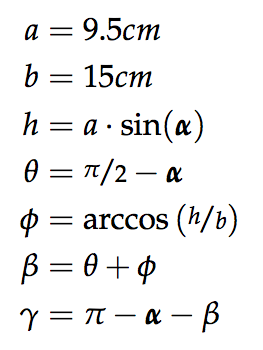 a = 9.5cm
b = 15cm
h = a · sin(α)
θ = π/2 − α
ϕ = arccos (h/b)
β = θ + ϕ
γ = π − α − β